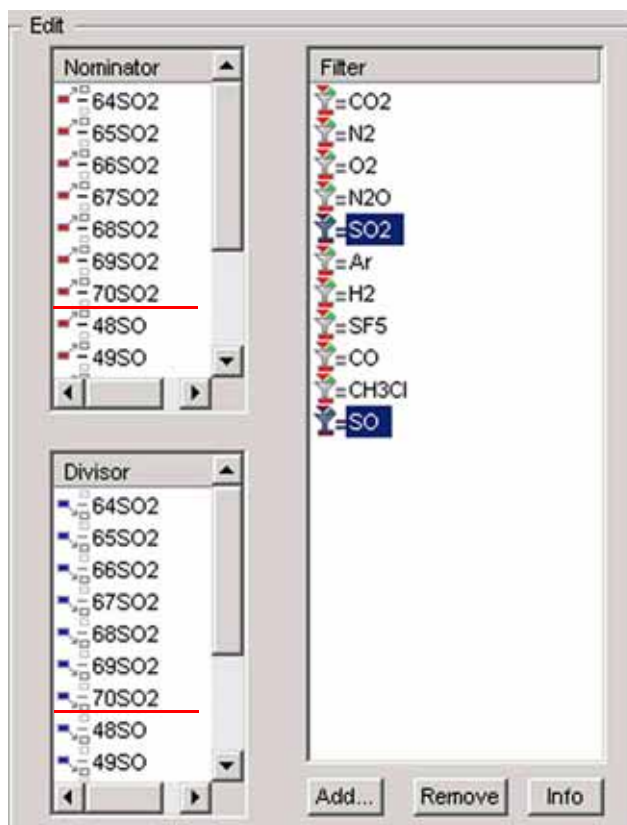 Edit
Nominator
64SO2
65SO2
66SO2
67SO2
68SO2
69SO2
70SO2
48SO
49SO
Divisor
64SO2
65SO2
66SO2
67SO2
68SO2
69SO2
70SO2
48SO
49SO
Filter
=CO2
=N2
=O2
=N2O
=SO2
=Ar
=H2
=SF5
=CO
=CH3Cl
=SO
Add... Remove Info